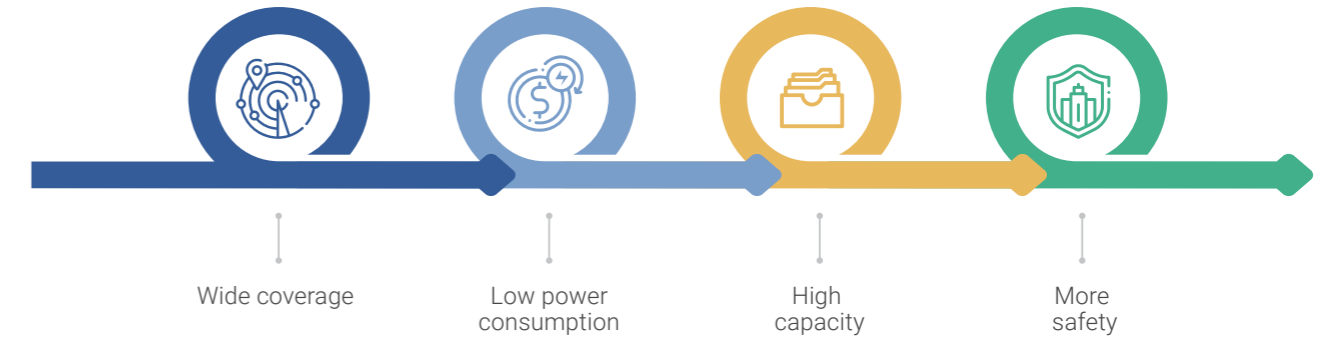 Wide coverage
Low power
consumption
High
capacity
More
safety